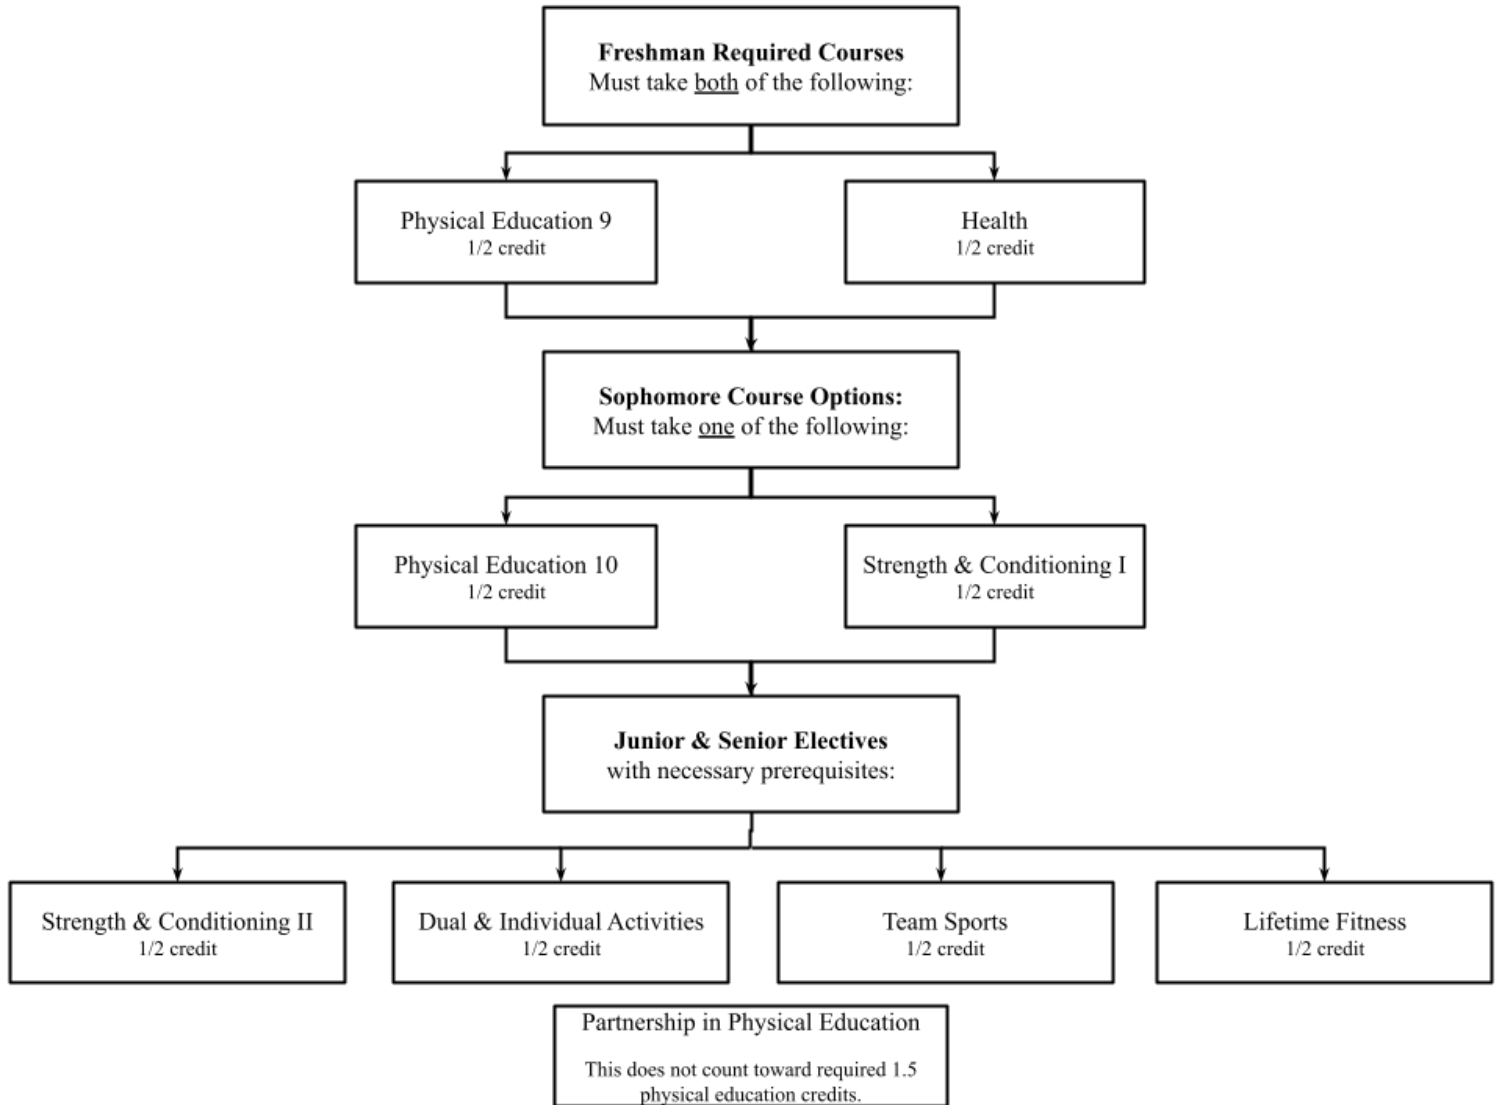 Freshman Required Courses
Must take both of the following:
Physical Education 9
1/2 credit
Health
1/2 credit
Sophomore Course Options:
Must take one of the following:
Physical Education 10
1/2 credit
Strength & Conditioning I
1/2 credit
Junior & Senior Electives
with necessary prerequisites:
Strength & Conditioning II
1/2 credit
Dual & Individual Activities
1/2 credit
Team Sports
1/2 credit
Lifetime Fitness
1/2 credit
Partnership in Physical Education
This does not count toward required 1.5
physical education credits.